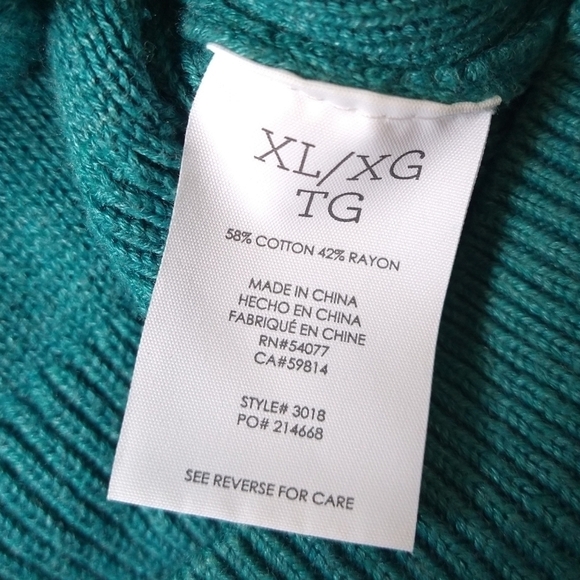 XL/XG
TG
58% COTTON 42% RAYON
MADE IN CHINA
HECHO EN CHINA
FABRIQUÉ EN CHINE
RN#54077
CA#59814
STYLE# 3018
PO# 214668
SEE REVERSE FOR CARE